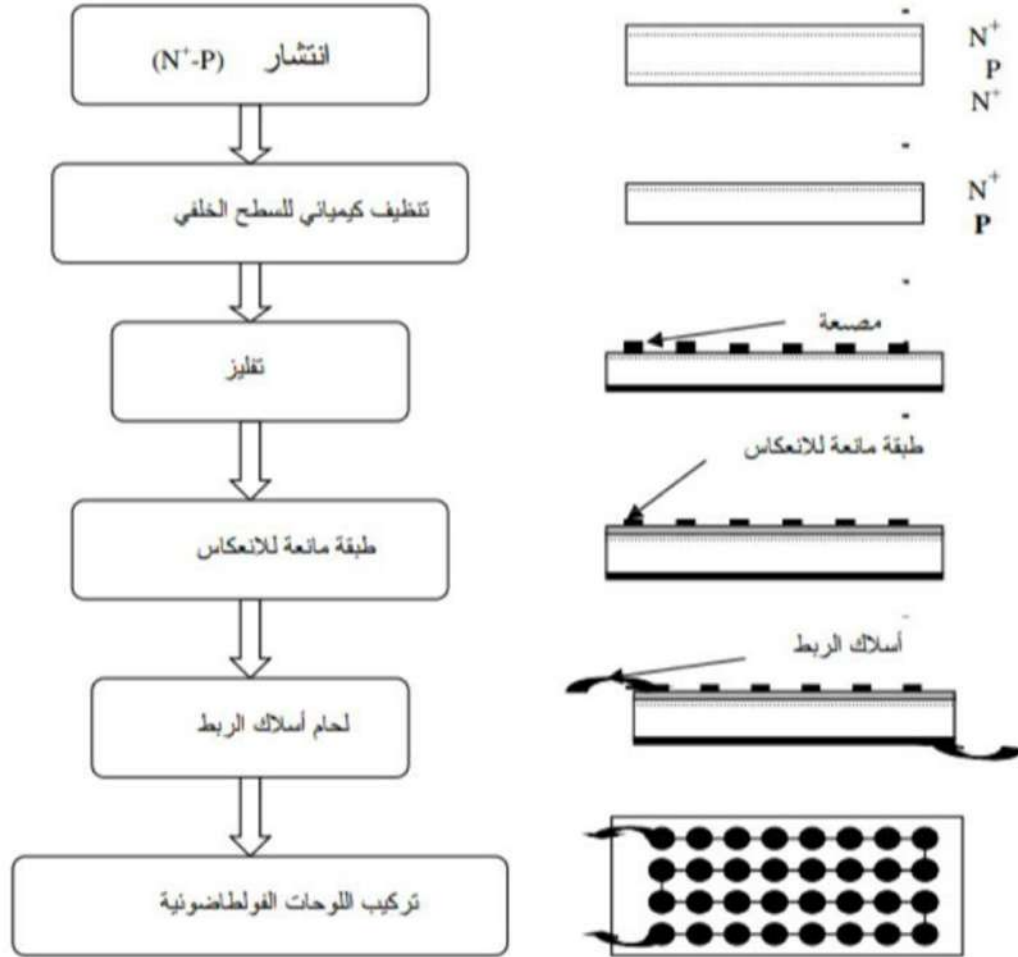 انتشار (N⁺-P)
N⁺
P
N⁺
تنظيف كيميائي للسطح الخلفي
N⁺
P
تفليز
مصبعة
طبقة مانعة للانعكاس
طبقة مانعة للانعكاس
لحام أسلاك الربط
أسلاك الربط
تركيب اللوحات الفولطاضوئية